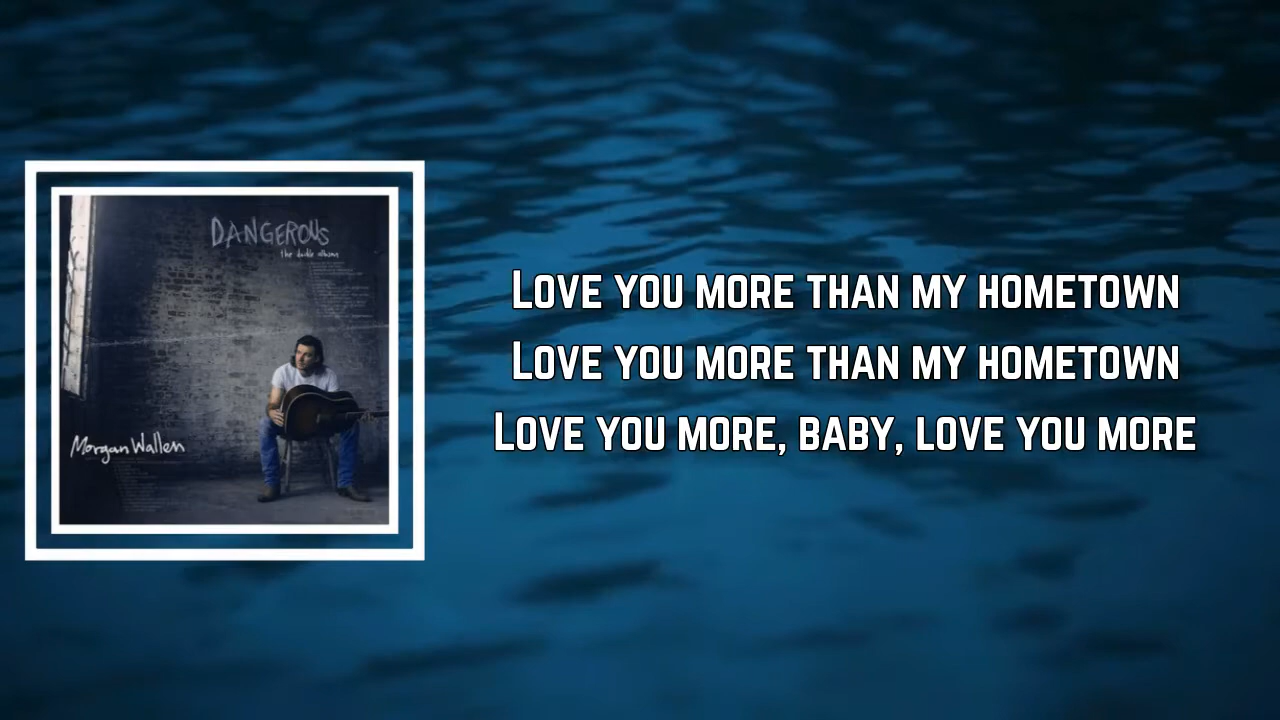 DANGEROUS
the double album
Morgan Wallen
LOVE YOU MORE THAN MY HOMETOWN
LOVE YOU MORE THAN MY HOMETOWN
LOVE YOU MORE, BABY, LOVE YOU MORE